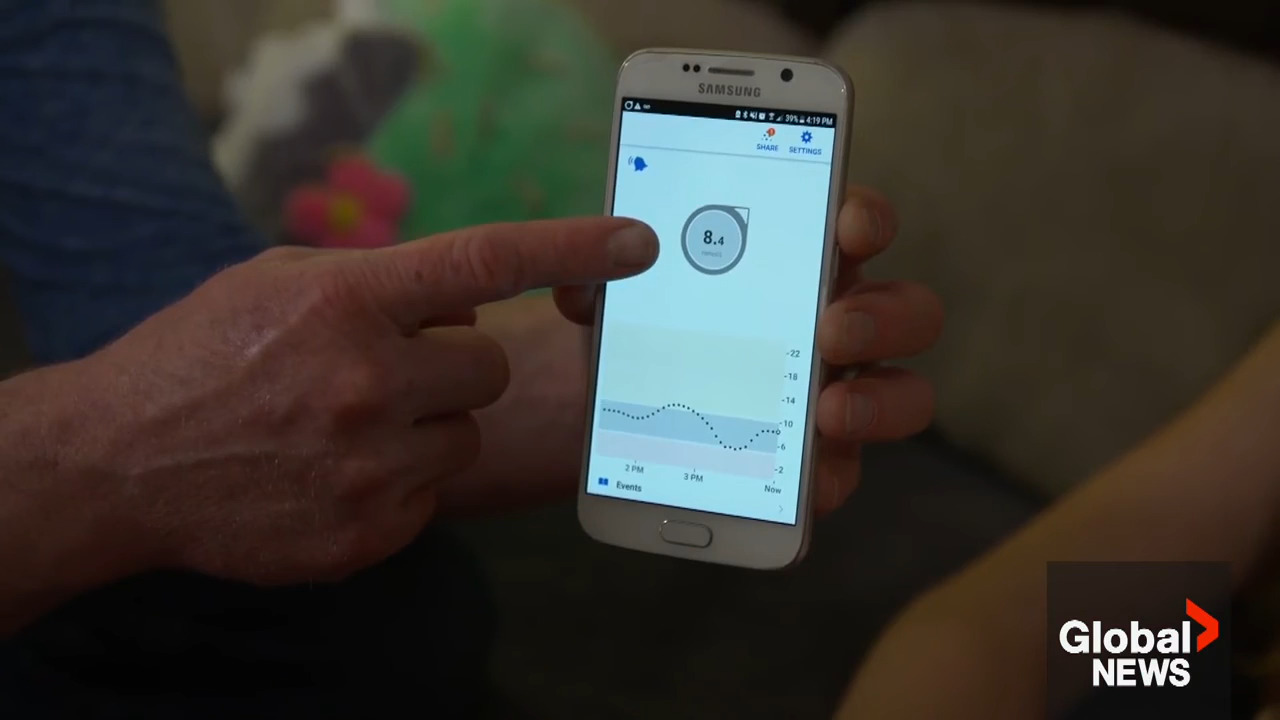 SAMSUNG
39% 4:19 PM
SHARE
SETTINGS
8.4
-22
-18
-14
-10
-6
-2
2 PM
3 PM
Now
Events
Global
NEWS